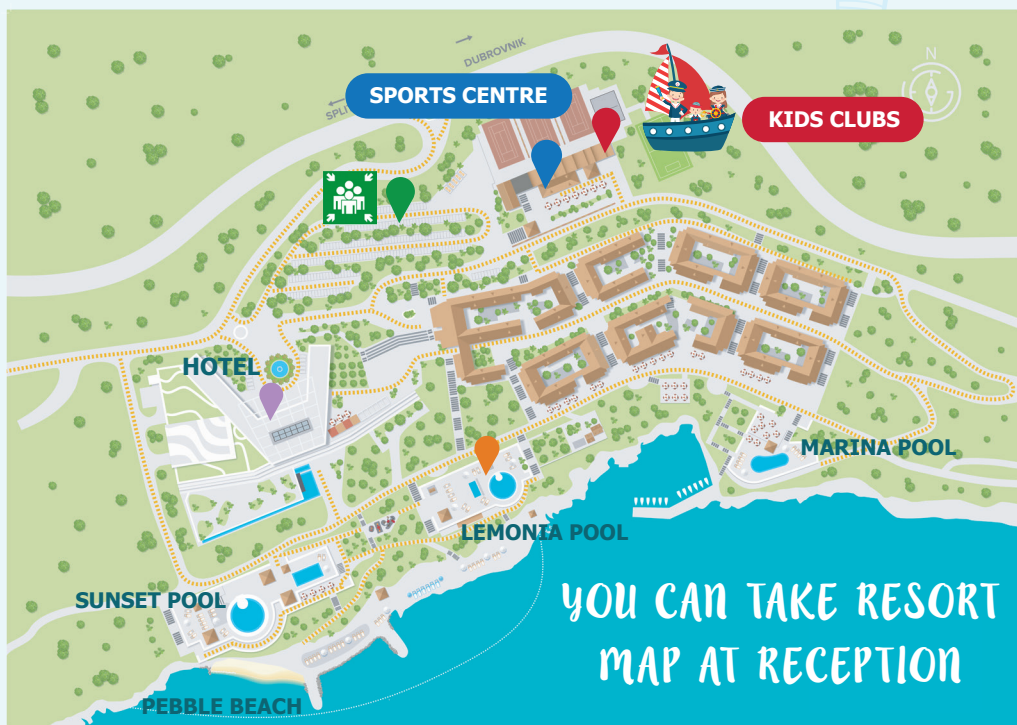 N
DUBROVNIK
SPLI
SPORTS CENTRE
KIDS CLUBS
HOTEL
MARINA POOL
LEMONIA POOL
SUNSET POOL
PEBBLE BEACH
YOU CAN TAKE RESORT
MAP AT RECEPTION